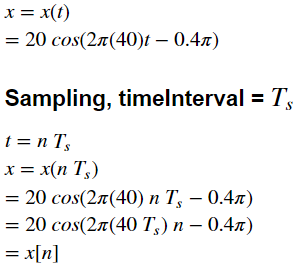 x = x(t)
= 20 cos(2π(40)t − 0.4π)
Sampling, timeInterval = Tₛ
t = n Tₛ
x = x(n Tₛ)
= 20 cos(2π(40) n Tₛ − 0.4π)
= 20 cos(2π(40 Tₛ) n − 0.4π)
= x[n]